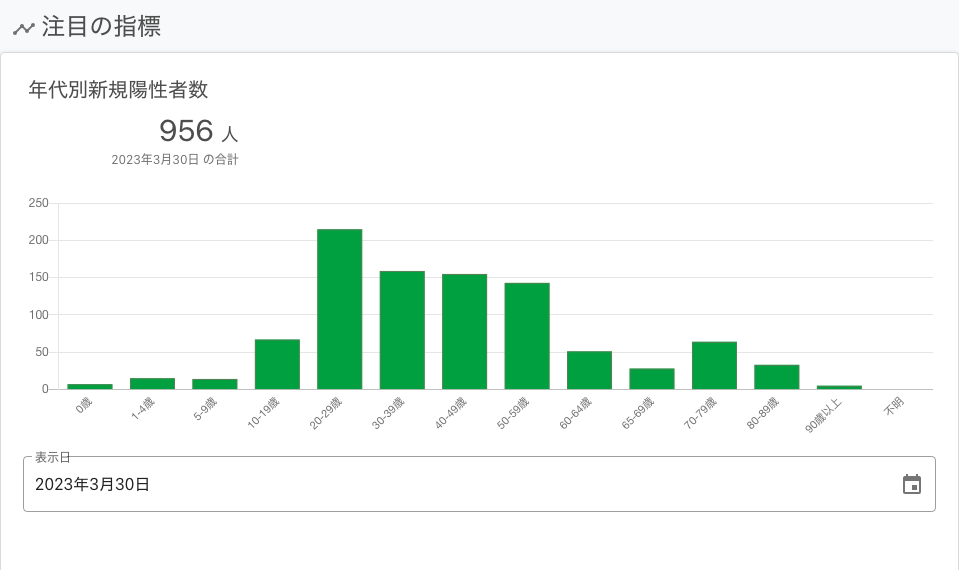 注目の指標
年代別新規陽性者数
956 人
2023年3月30日 の合計
250
200
150
100
50
0
0歳
1-4歳
5-9歳
10-19歳
20-29歳
30-39歳
40-49歳
50-59歳
60-64歳
65-69歳
70-79歳
80-89歳
90歳以上
不明
表示日
2023年3月30日